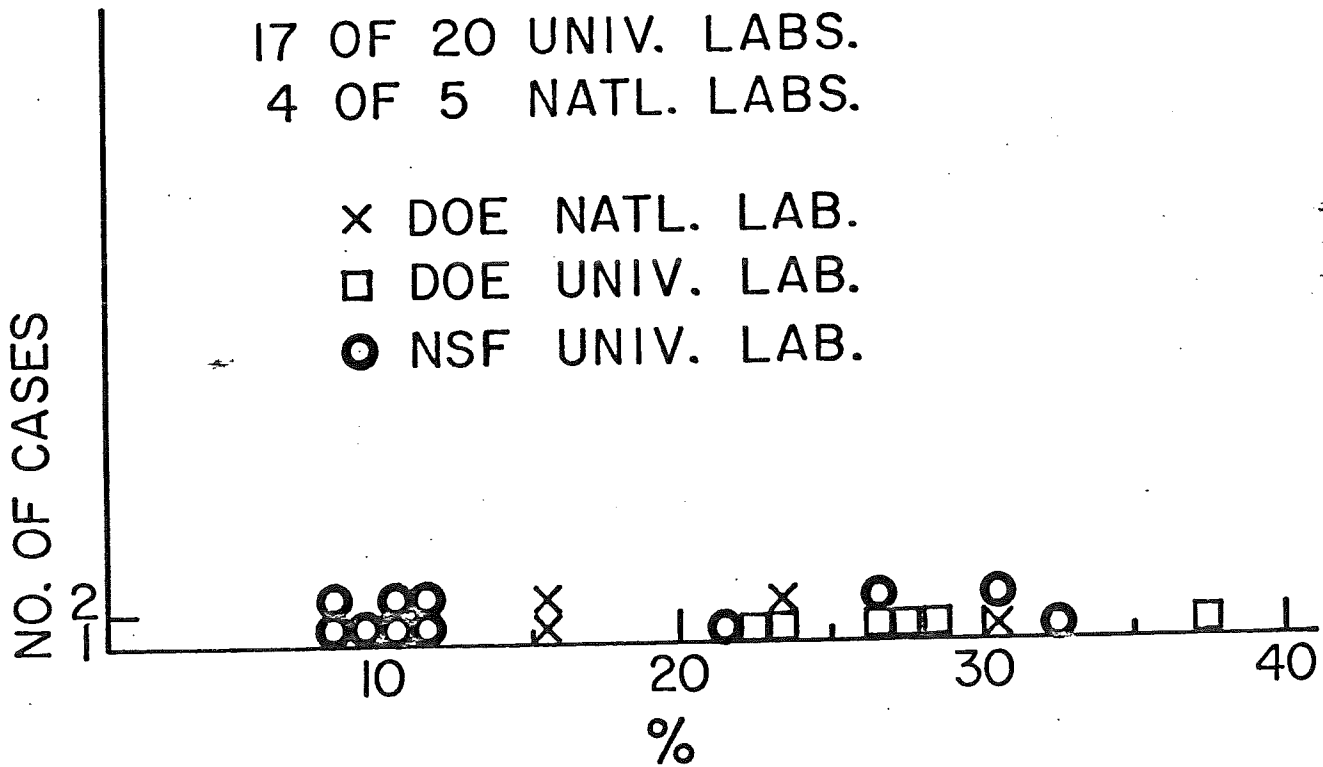 17 OF 20 UNIV. LABS.
4 OF 5 NATL. LABS.
× DOE NATL. LAB.
□ DOE UNIV. LAB.
NSF UNIV. LAB.
NO. OF CASES
2
1
10
20
30
40
%